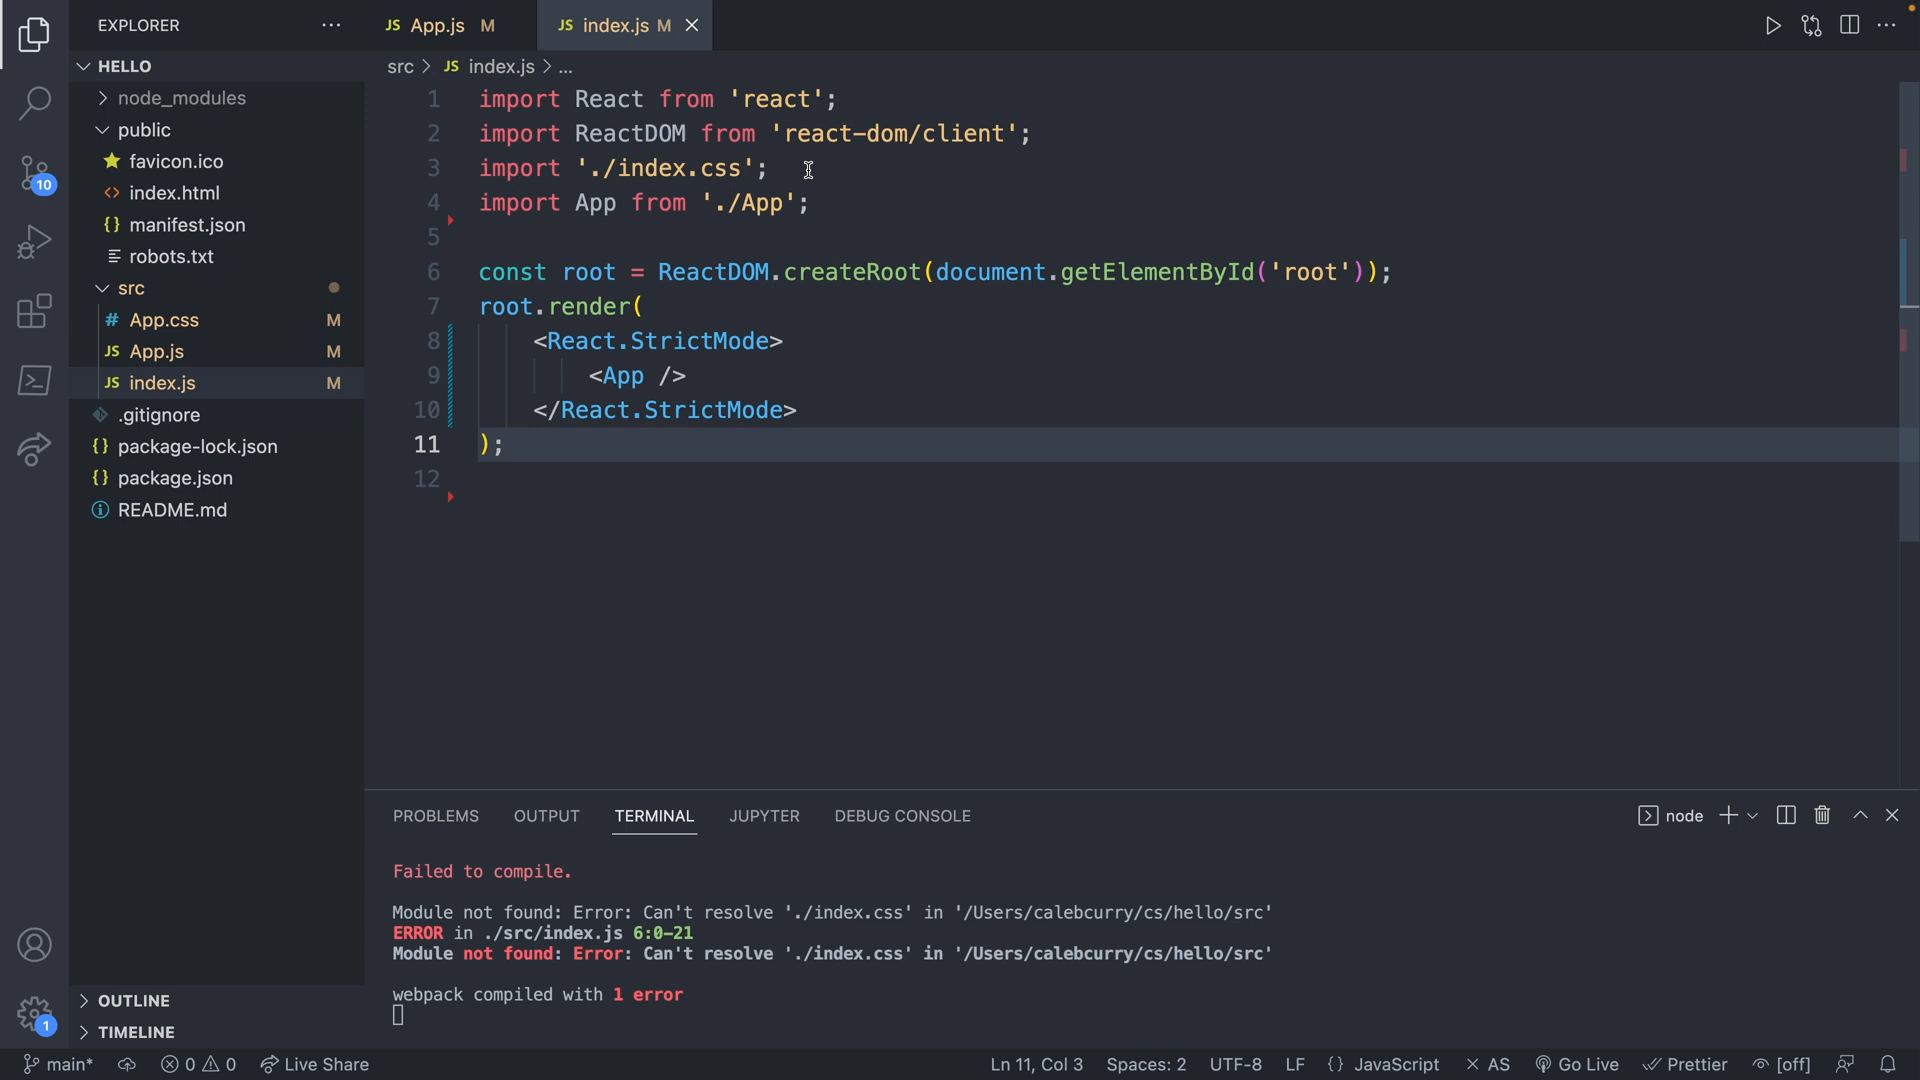 EXPLORER
JS App.js M
JS index.js M
HELLO
node_modules
public
favicon.ico
<> index.html
{} manifest.json
robots.txt
src
# App.css M
JS App.js M
JS index.js M
.gitignore
{} package-lock.json
{} package.json
README.md
OUTLINE
TIMELINE
10
1
src > JS index.js > ...
1 import React from 'react';
2 import ReactDOM from 'react-dom/client';
3 import './index.css';
4 import App from './App';
5
6 const root = ReactDOM.createRoot(document.getElementById('root'));
7 root.render(
8 <React.StrictMode>
9 <App />
10 </React.StrictMode>
11 );
12
PROBLEMS OUTPUT TERMINAL JUPYTER DEBUG CONSOLE
node
Failed to compile.
Module not found: Error: Can't resolve './index.css' in '/Users/calebcurry/cs/hello/src'
ERROR in ./src/index.js 6:0-21
Module not found: Error: Can't resolve './index.css' in '/Users/calebcurry/cs/hello/src'
webpack compiled with 1 error
main* 0 0 Live Share
Ln 11, Col 3 Spaces: 2 UTF-8 LF {} JavaScript × AS Go Live Prettier [off]